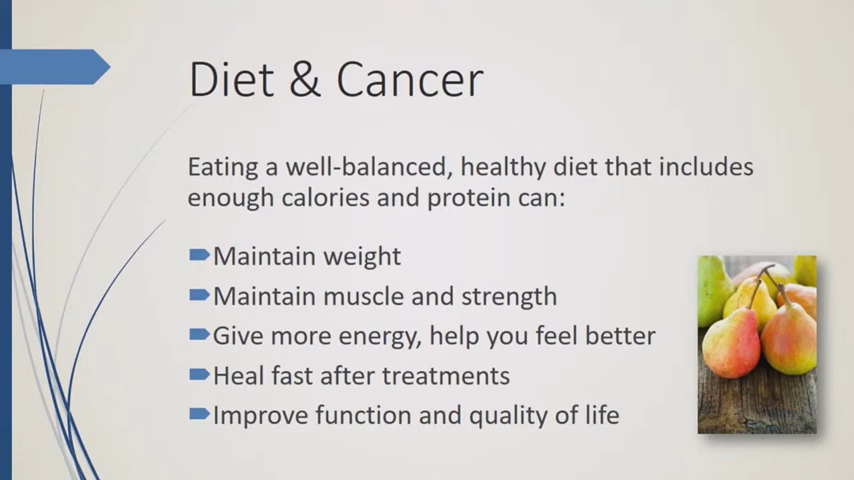 Diet & Cancer
Eating a well-balanced, healthy diet that includes
enough calories and protein can:
Maintain weight
Maintain muscle and strength
Give more energy, help you feel better
Heal fast after treatments
Improve function and quality of life